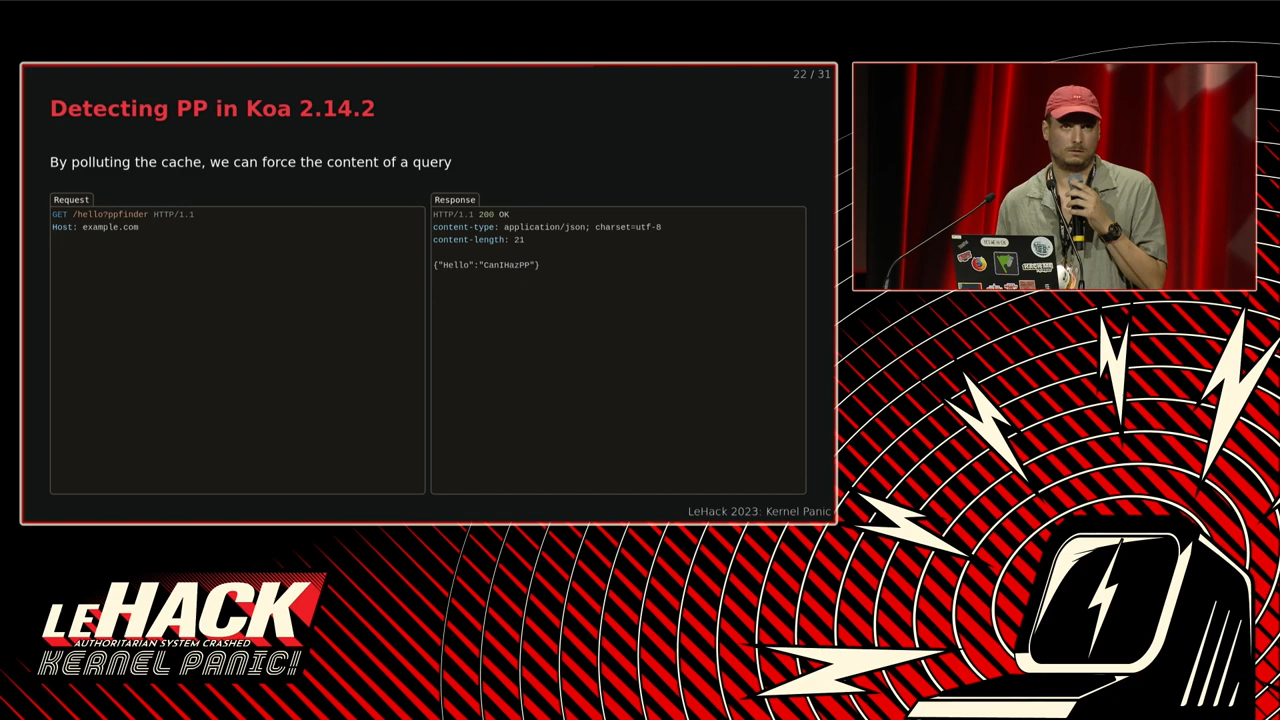 22 / 31
Detecting PP in Koa 2.14.2
By polluting the cache, we can force the content of a query
Request
GET /hello?ppfinder HTTP/1.1
Host: example.com
Response
HTTP/1.1 200 OK
content-type: application/json; charset=utf-8
content-length: 21
{"Hello":"CanIHazPP"}
LeHack 2023: Kernel Panic
LEHACK
AUTHORITARIAN SYSTEM CRASHED
KERNEL PANIC!